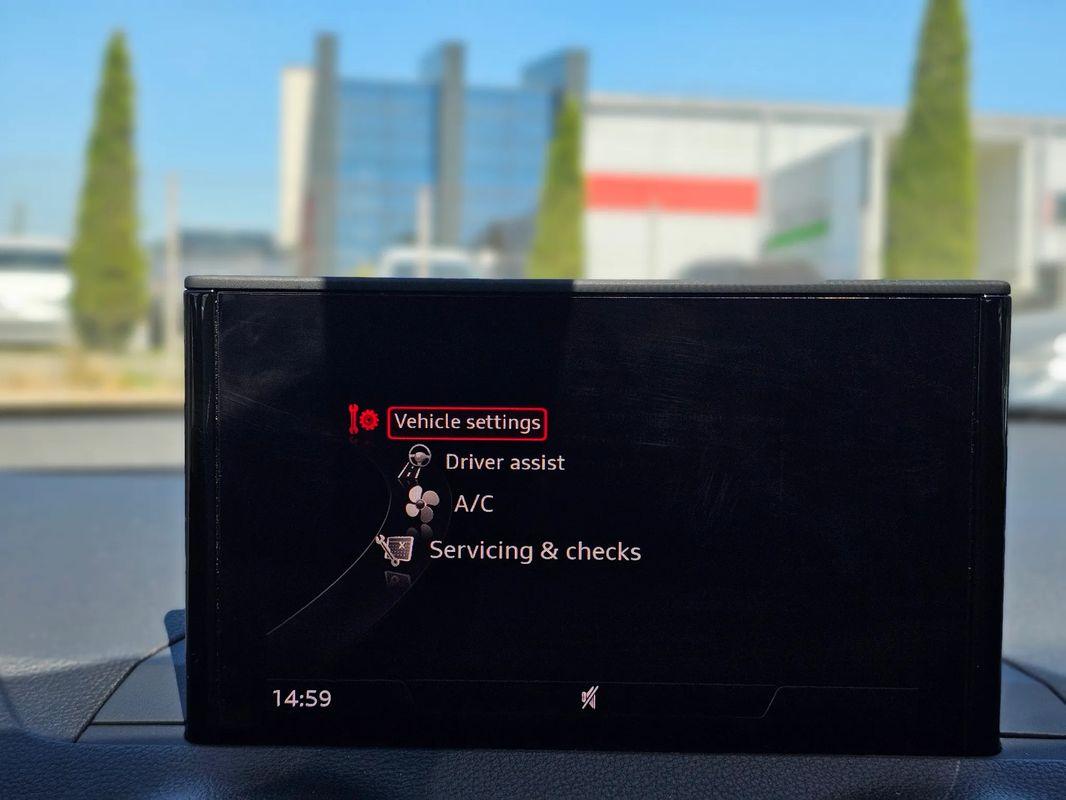 Vehicle settings
Driver assist
A/C
Servicing & checks
14:59